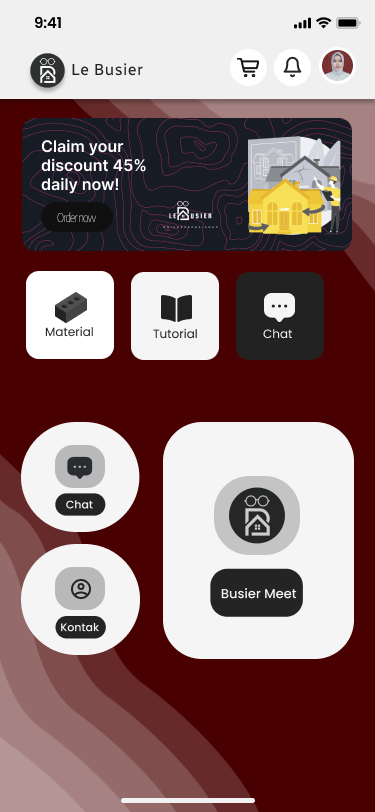 9:41
Le Busier
Claim your
discount 45%
daily now!
Order now
LE BUSIER
Material
Tutorial
Chat
Chat
Kontak
Busier Meet